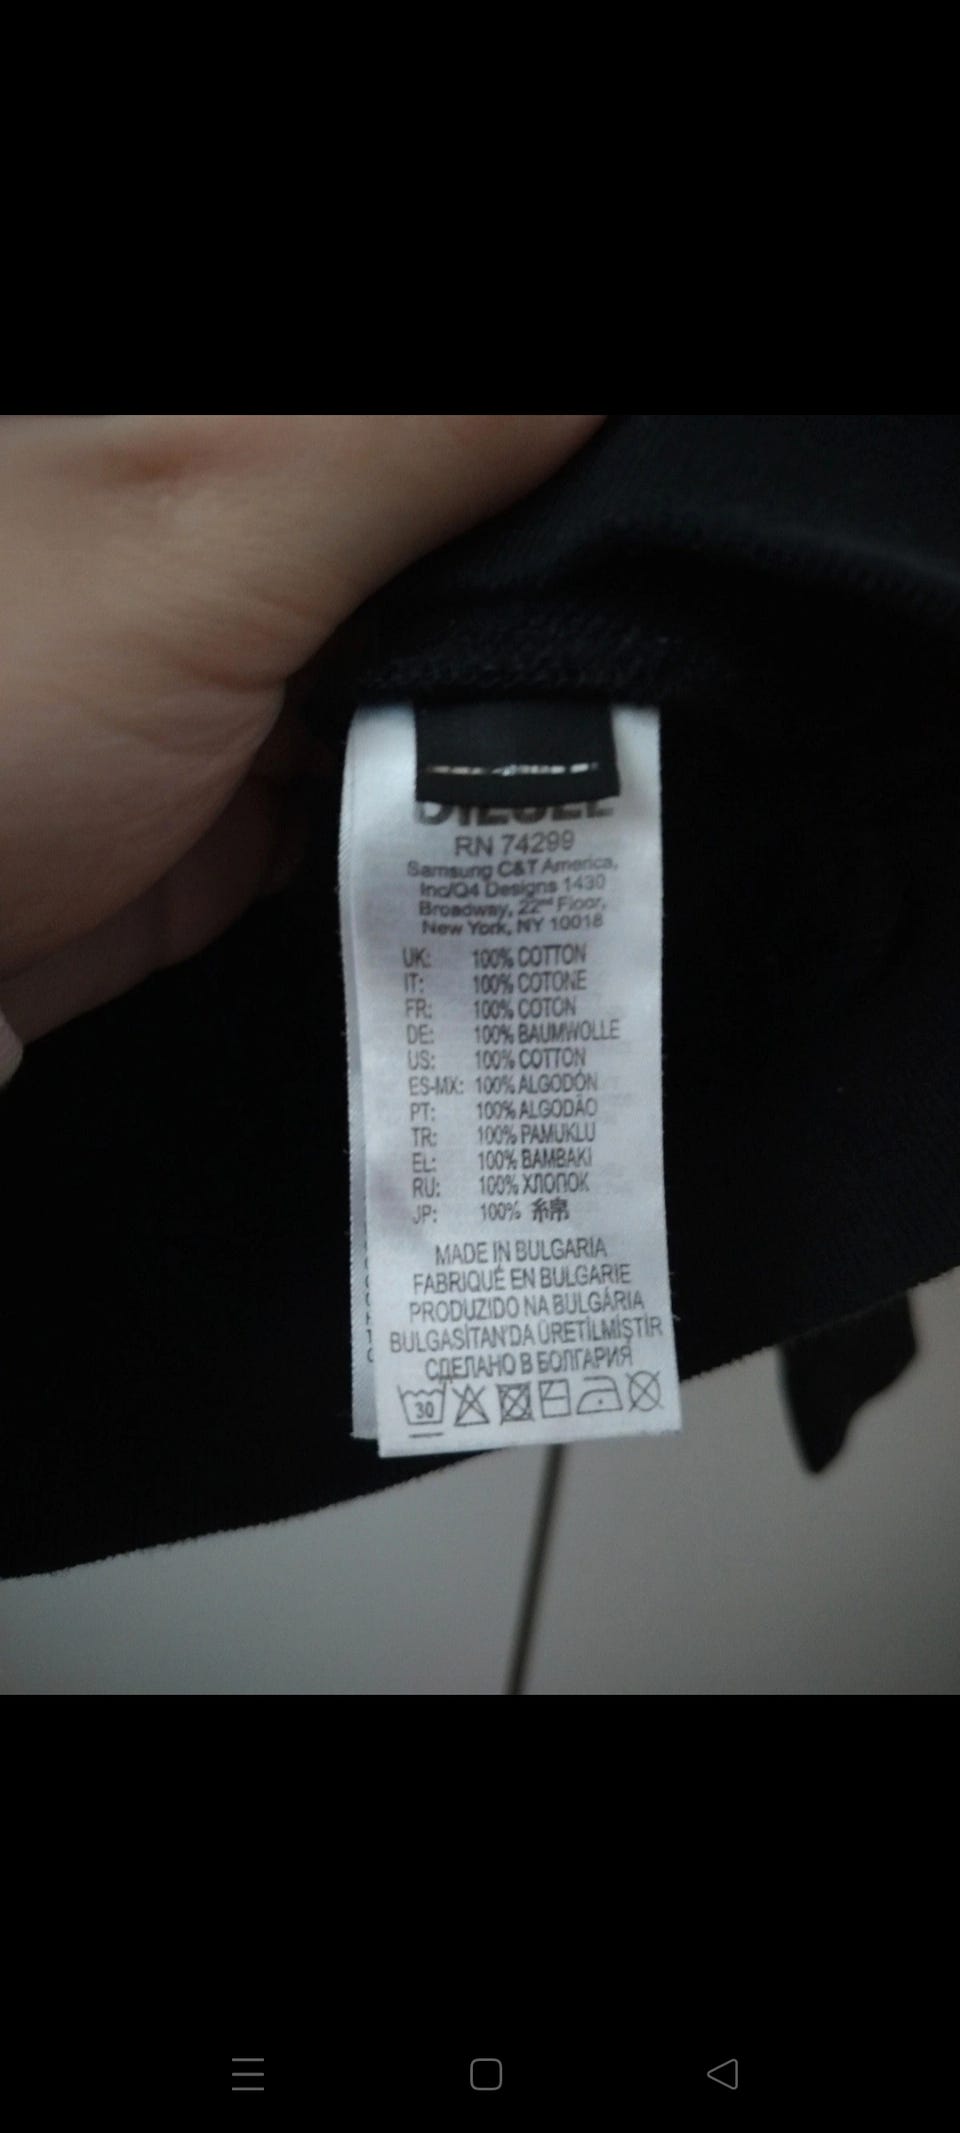 DIESEL
RN 74299
Samsung C&T America,
Inc/Q4 Designs 1430
Broadway, 22nd Floor,
New York, NY 10018
UK: 100% COTTON
IT: 100% COTONE
FR: 100% COTON
DE: 100% BAUMWOLLE
US: 100% COTTON
ES-MX: 100% ALGODÓN
PT: 100% ALGODÃO
TR: 100% PAMUKLU
EL: 100% BAMBAKI
RU: 100% ХЛОПОК
JP: 100% 綿
MADE IN BULGARIA
FABRIQUÉ EN BULGARIE
PRODUZIDO NA BULGÁRIA
BULGASİTAN'DA ÜRETİLMİŞTİR
СДЕЛАНО В БОЛГАРИЯ
30